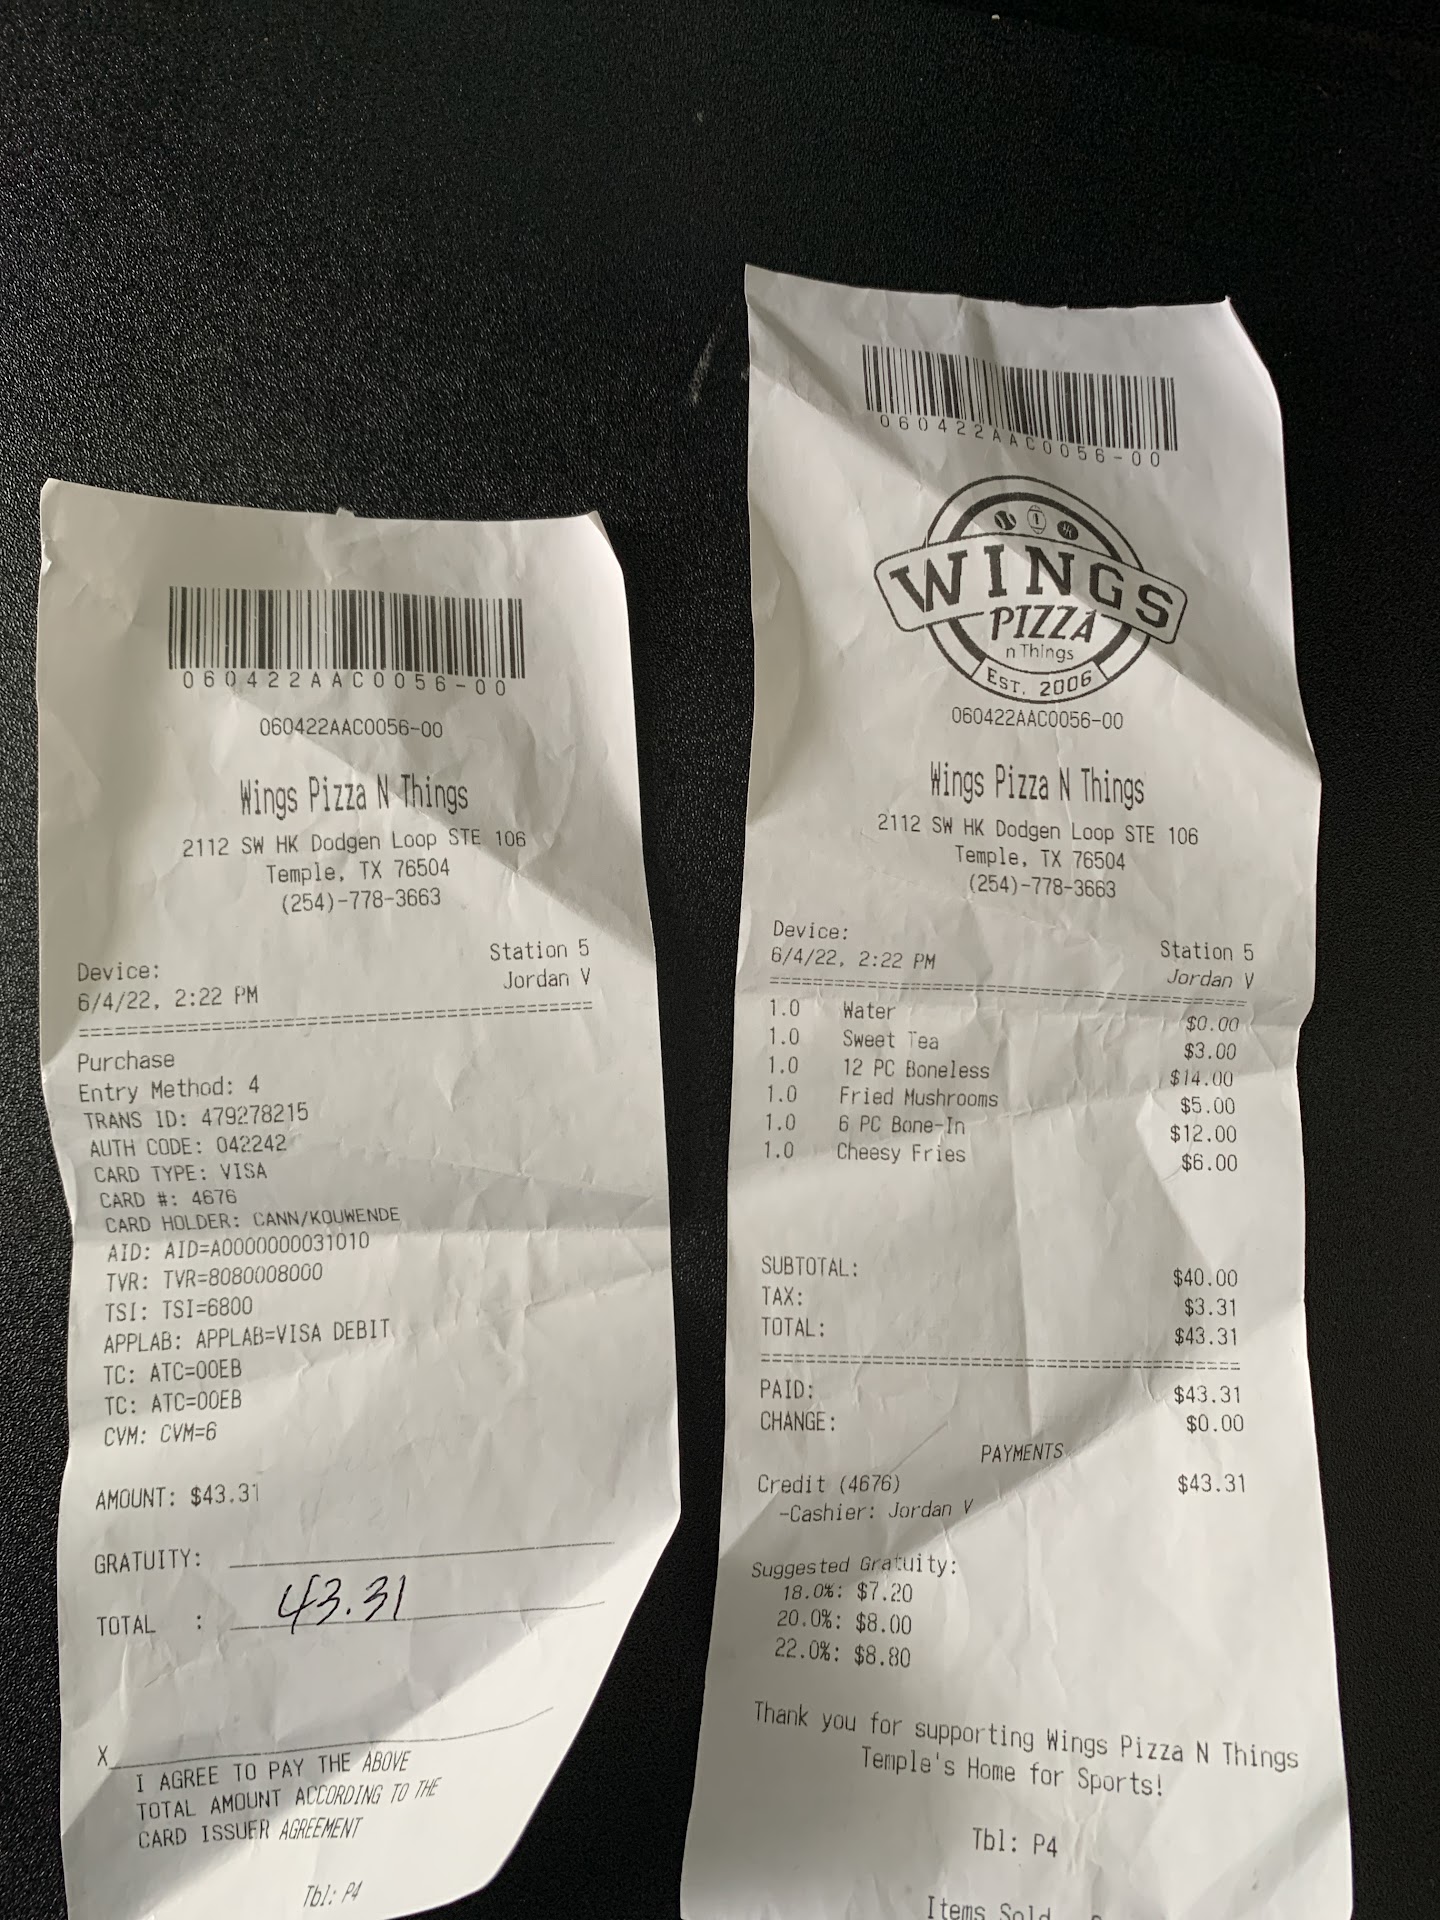 060422AAC0056-00
060422AAC0056-00
Wings Pizza N Things
2112 SW HK Dodgen Loop STE 106
Temple, TX 76504
(254)-778-3663
Device: Station 5
6/4/22, 2:22 PM Jordan V
Purchase
Entry Method: 4
TRANS ID: 479278215
AUTH CODE: 042242
CARD TYPE: VISA
CARD #: 4676
CARD HOLDER: CANN/KOUWENDE
AID: AID=A0000000031010
TVR: TVR=8080008000
TSI: TSI=6800
APPLAB: APPLAB=VISA DEBIT
TC: ATC=00EB
TC: ATC=00EB
CVM: CVM=6
AMOUNT: $43.31
GRATUITY:
TOTAL : 43.31
X
I AGREE TO PAY THE ABOVE
TOTAL AMOUNT ACCORDING TO THE
CARD ISSUER AGREEMENT
Tbl: P4
060422AAC0056-00
WINGS
PIZZA
n Things
EST. 2006
060422AAC0056-00
Wings Pizza N Things
2112 SW HK Dodgen Loop STE 106
Temple, TX 76504
(254)-778-3663
Device: Station 5
6/4/22, 2:22 PM Jordan V
1.0 Water $0.00
1.0 Sweet Tea $3.00
1.0 12 PC Boneless $14.00
1.0 Fried Mushrooms $5.00
1.0 6 PC Bone-In $12.00
1.0 Cheesy Fries $6.00
SUBTOTAL: $40.00
TAX: $3.31
TOTAL: $43.31
PAID: $43.31
CHANGE: $0.00
PAYMENTS
Credit (4676) $43.31
-Cashier: Jordan V
Suggested Gratuity:
18.0%: $7.20
20.0%: $8.00
22.0%: $8.80
Thank you for supporting Wings Pizza N Things
Temple's Home for Sports!
Tbl: P4
Items Sold